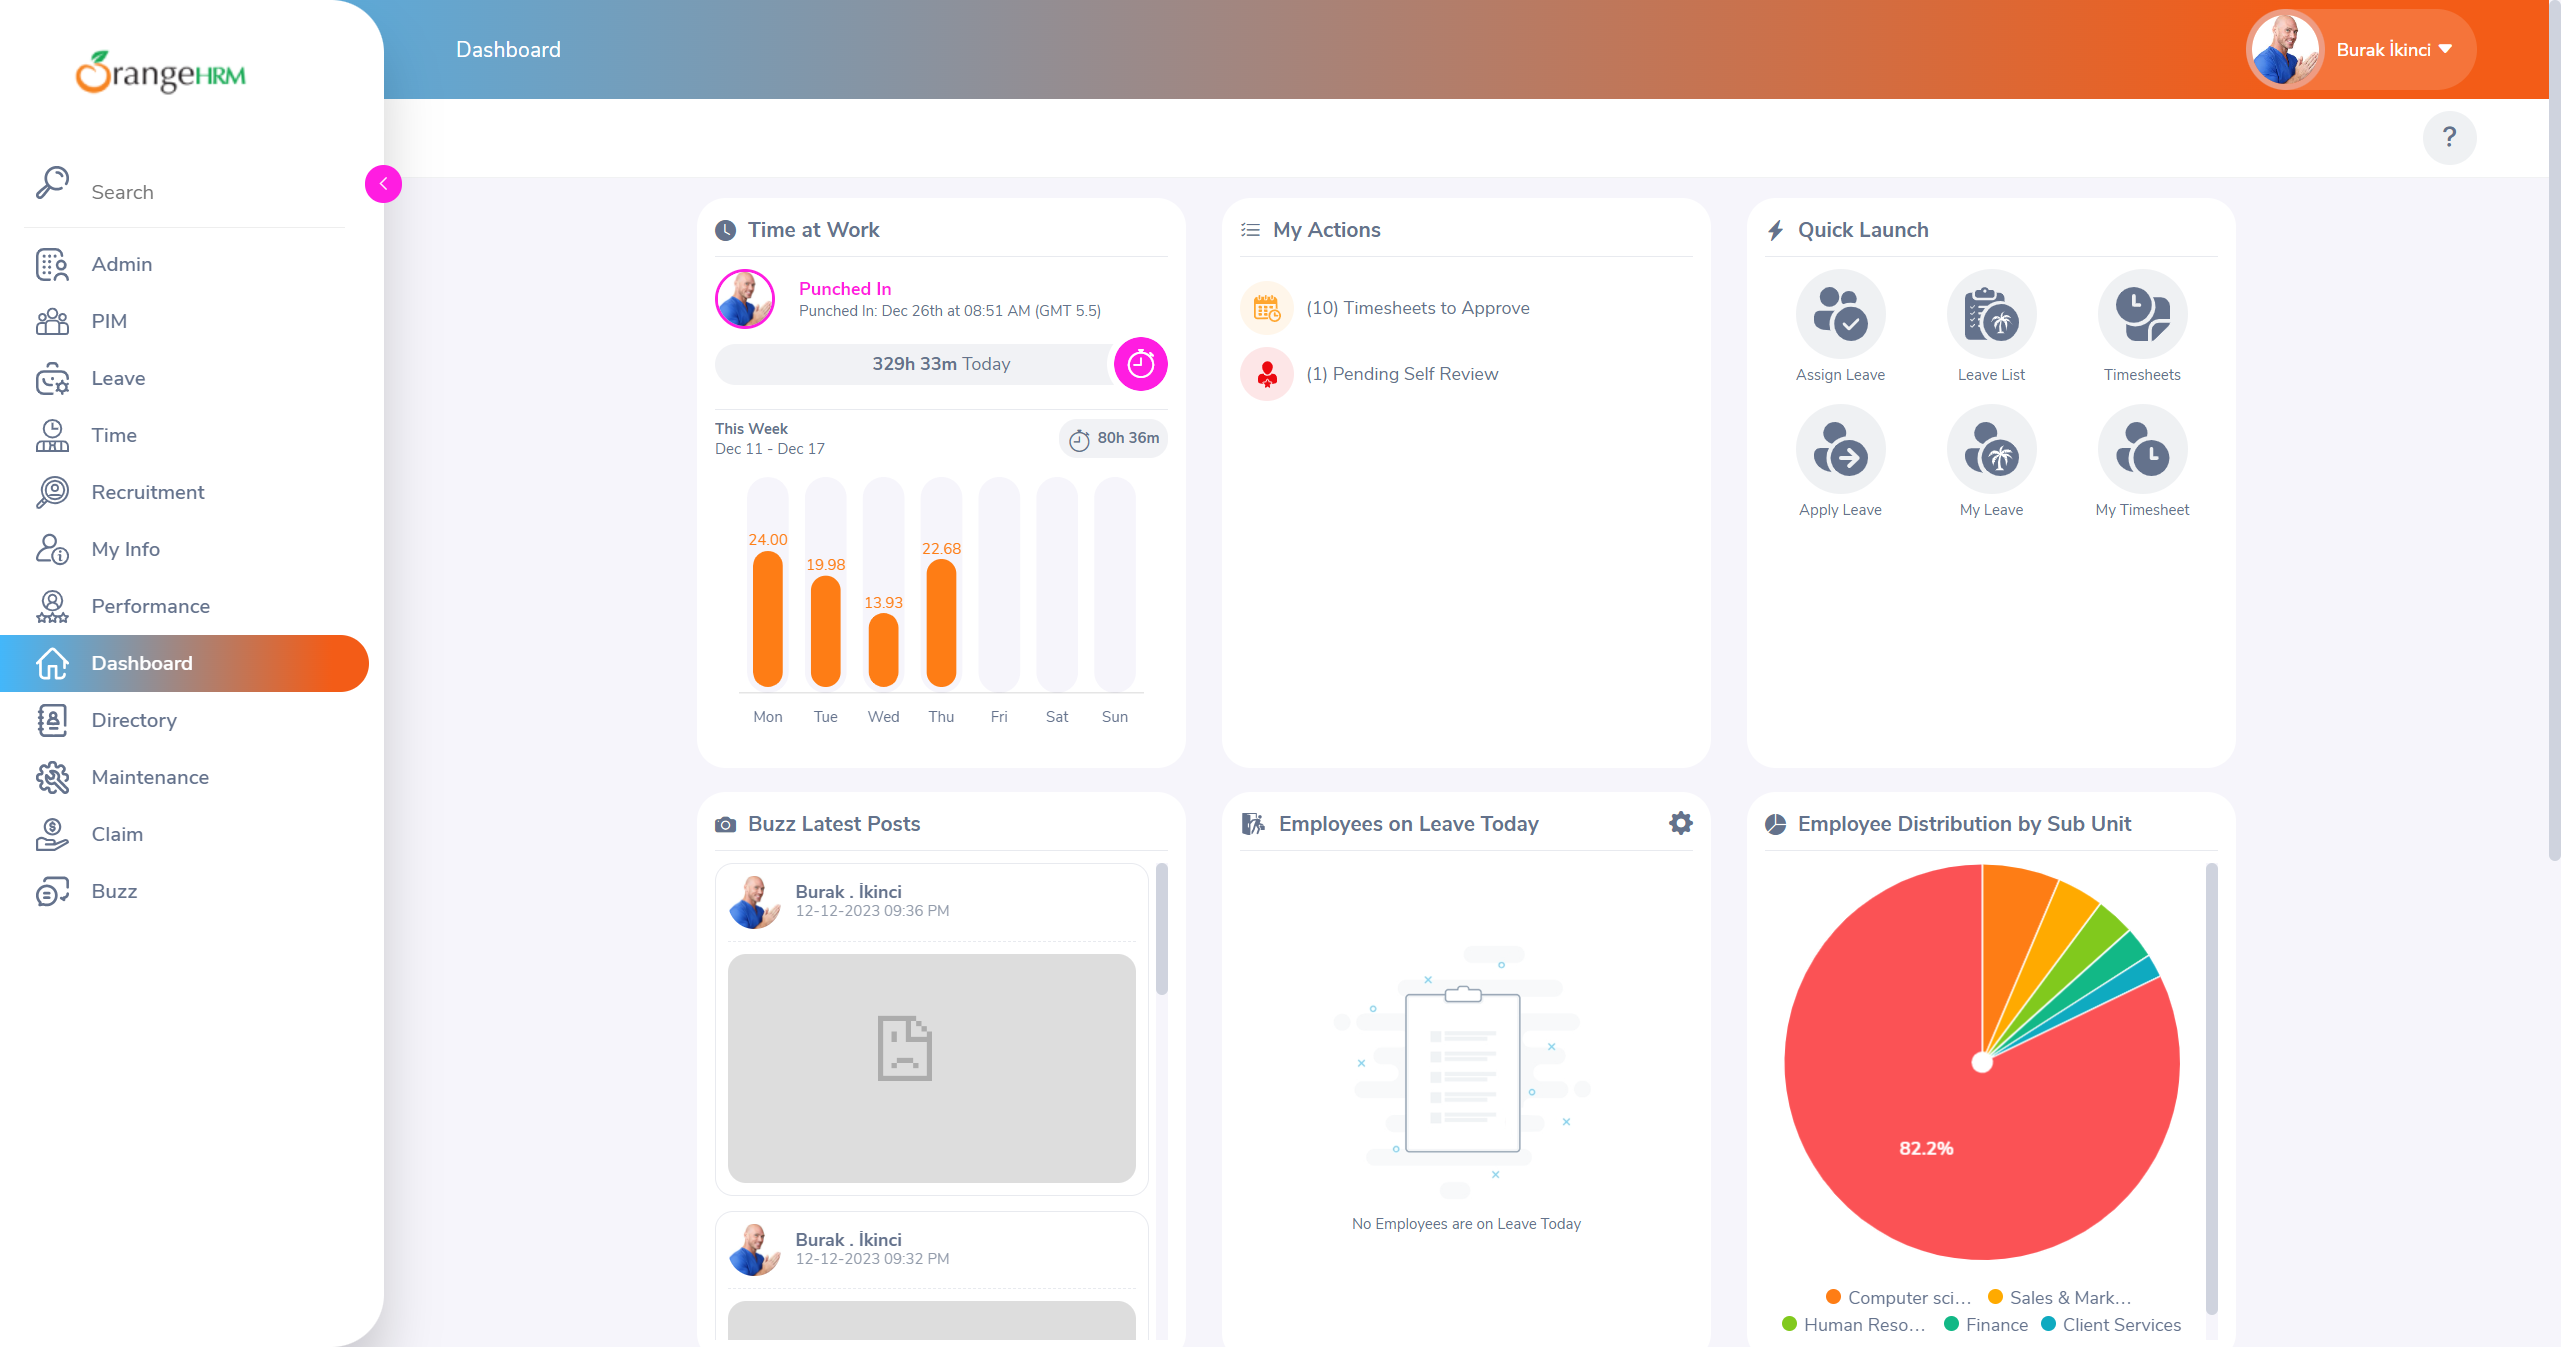 OrangeHRM
Search
Admin
PIM
Leave
Time
Recruitment
My Info
Performance
Dashboard
Directory
Maintenance
Claim
Buzz
Dashboard
Burak İkinci
?
Time at Work
Punched In
Punched In: Dec 26th at 08:51 AM (GMT 5.5)
329h 33m Today
This Week
Dec 11 - Dec 17
80h 36m
24.00
19.98
13.93
22.68
Mon Tue Wed Thu Fri Sat Sun
My Actions
(10) Timesheets to Approve
(1) Pending Self Review
Quick Launch
Assign Leave
Leave List
Timesheets
Apply Leave
My Leave
My Timesheet
Buzz Latest Posts
Burak . İkinci
12-12-2023 09:36 PM
Burak . İkinci
12-12-2023 09:32 PM
Employees on Leave Today
No Employees are on Leave Today
Employee Distribution by Sub Unit
82.2%
Computer sci... Sales & Mark...
Human Reso... Finance Client Services